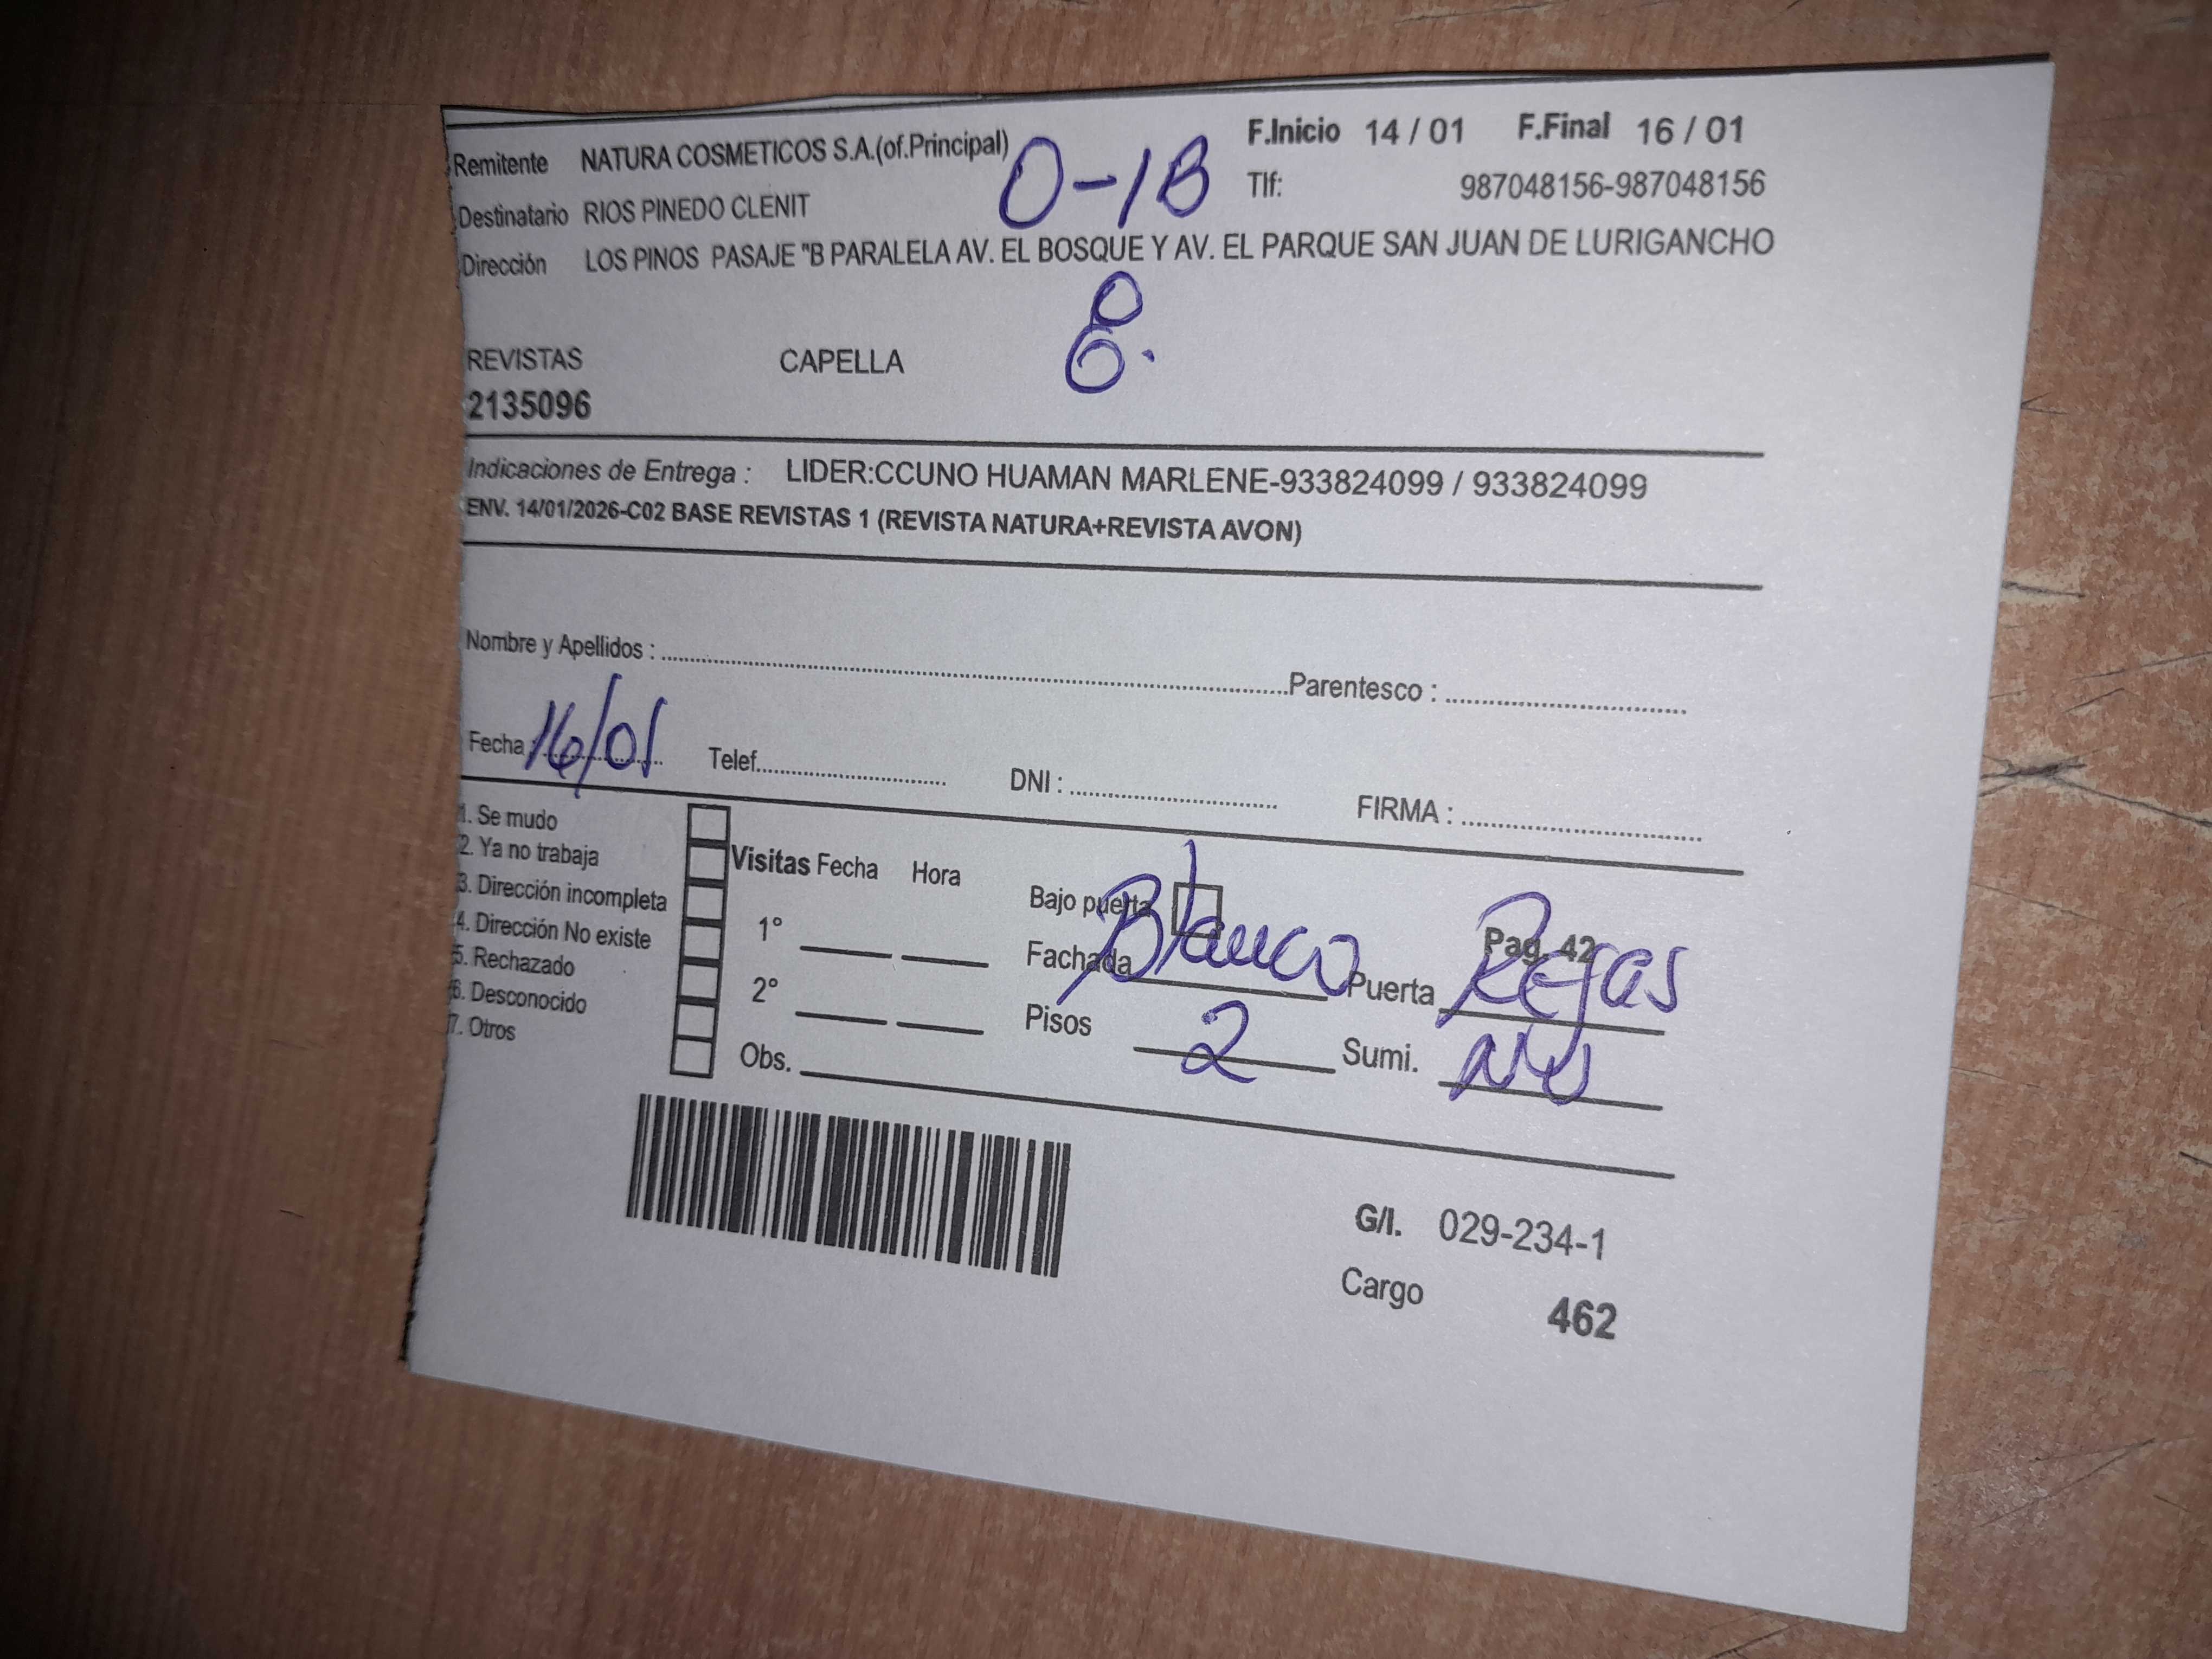 Remitente NATURA COSMETICOS S.A.(of.Principal) O-1B F.Inicio 14 / 01 F.Final 16 / 01
Destinatario RIOS PINEDO CLENIT Tlf: 987048156-987048156
Dirección LOS PINOS PASAJE "B PARALELA AV. EL BOSQUE Y AV. EL PARQUE SAN JUAN DE LURIGANCHO
REVISTAS CAPELLA
2135096
Indicaciones de Entrega : LIDER:CCUNO HUAMAN MARLENE-933824099 / 933824099
ENV. 14/01/2026-C02 BASE REVISTAS 1 (REVISTA NATURA+REVISTA AVON)
Nombre y Apellidos : Parentesco :
Fecha : 16/01 Telef. DNI : FIRMA :
1. Se mudo
2. Ya no trabaja
3. Dirección incompleta
4. Dirección No existe
5. Rechazado
6. Desconocido
7. Otros
Visitas Fecha Hora
1°
2°
Obs.
Bajo puerta Pag. 42
Fachada Blanco Puerta Rejas
Pisos 2 Sumi. NO
G/I. 029-234-1
Cargo 462